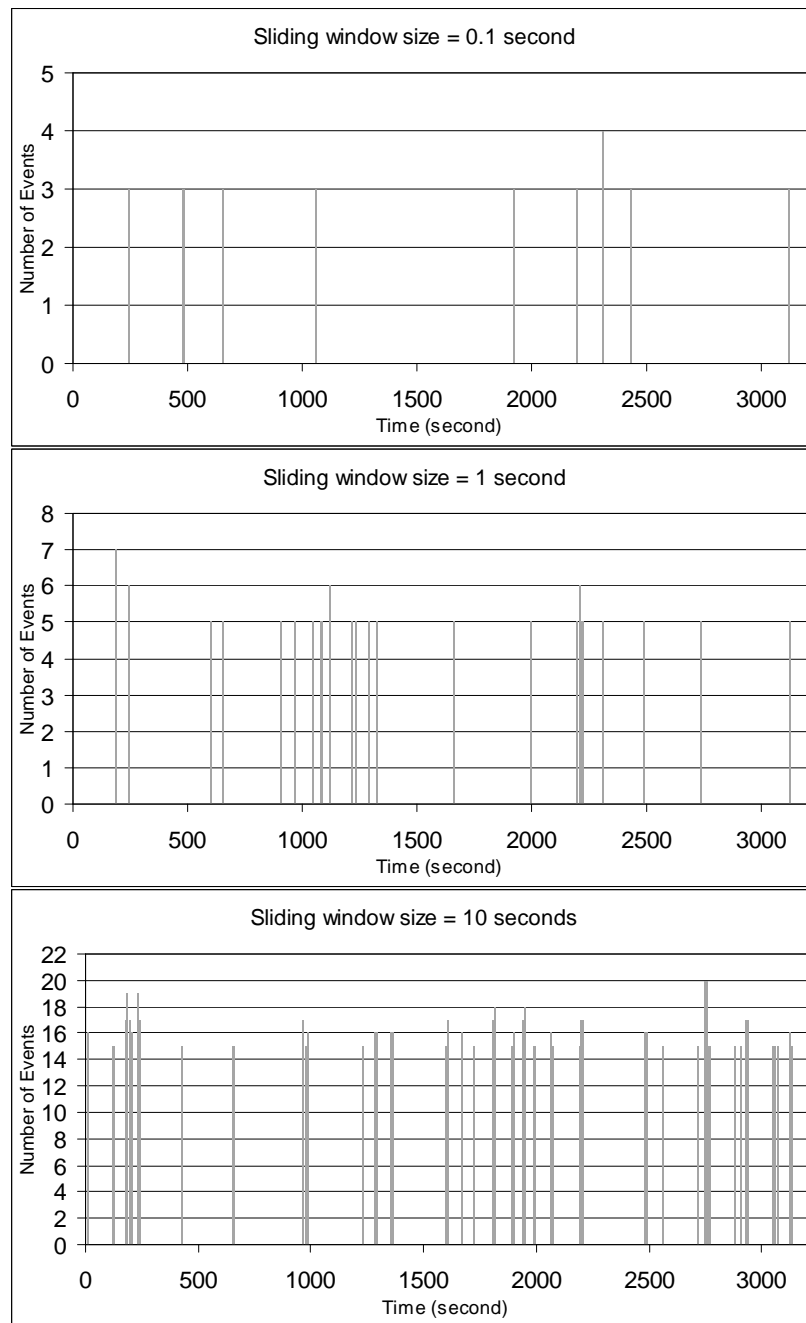 Sliding window size = 0.1 second
Number of Events
5
4
3
2
1
0
0 500 1000 1500 2000 2500 3000
Time (second)
Sliding window size = 1 second
Number of Events
8
7
6
5
4
3
2
1
0
0 500 1000 1500 2000 2500 3000
Time (second)
Sliding window size = 10 seconds
Number of Events
22
20
18
16
14
12
10
8
6
4
2
0
0 500 1000 1500 2000 2500 3000
Time (second)